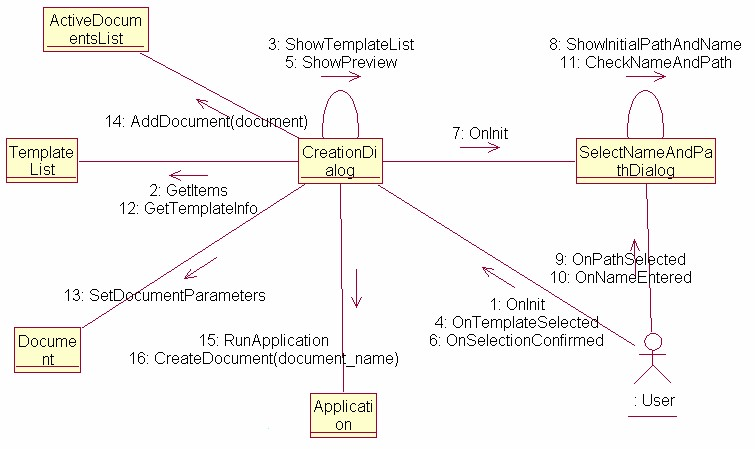 ActiveDocum
entsList
3: ShowTemplateList
5: ShowPreview
8: ShowInitialPathAndName
11: CheckNameAndPath
14: AddDocument(document)
7: OnInit
Template
List
CreationDi
alog
SelectNameAndPa
thDialog
2: GetItems
12: GetTemplateInfo
9: OnPathSelected
10: OnNameEntered
13: SetDocumentParameters
1: OnInit
4: OnTemplateSelected
6: OnSelectionConfirmed
Docume
nt
15: RunApplication
16: CreateDocument(document_name)
Applicati
on
: User